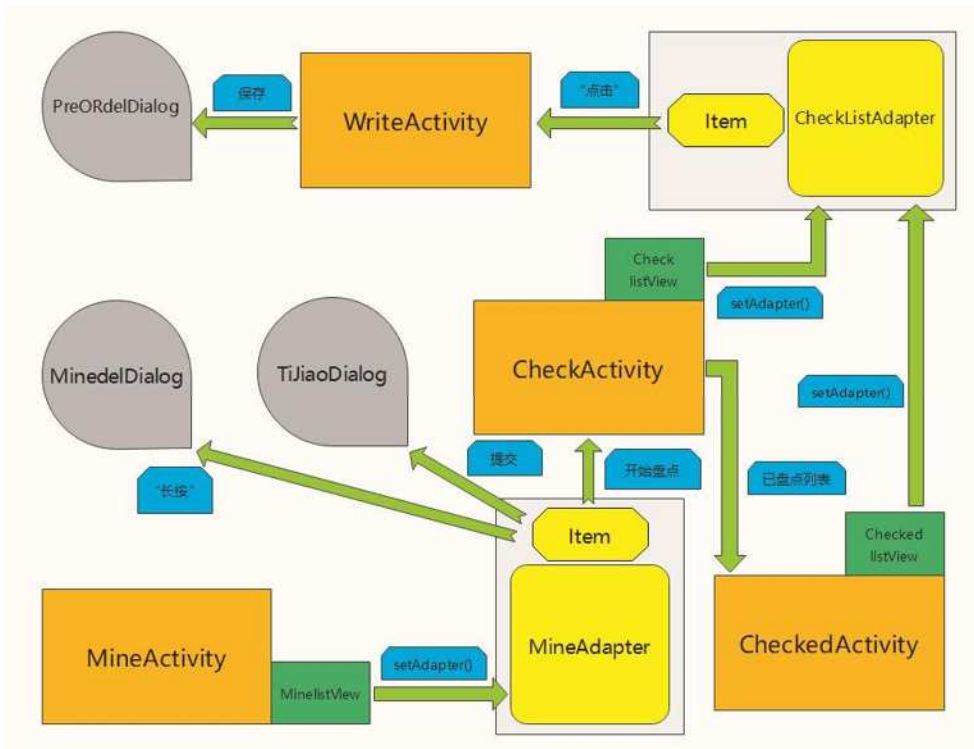 PreORdelDialog
保存
WriteActivity
"点击"
Item
CheckListAdapter
Check
listView
setAdapter()
CheckActivity
MinedelDialog
TiJiaoDialog
setAdapter()
"长按"
提交
开始盘点
已盘点列表
Item
Checked
listView
MineActivity
MinelistView
setAdapter()
MineAdapter
CheckedActivity